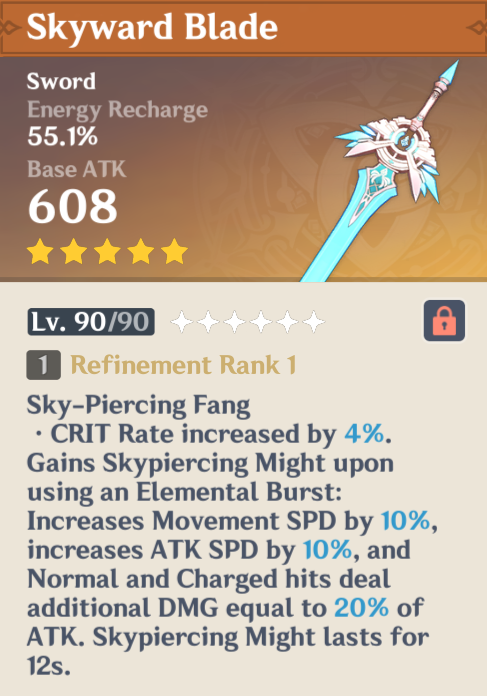 Skyward Blade
Sword
Energy Recharge
55.1%
Base ATK
608
Lv. 90/90
1 Refinement Rank 1
Sky-Piercing Fang
· CRIT Rate increased by 4%.
Gains Skypiercing Might upon
using an Elemental Burst:
Increases Movement SPD by 10%,
increases ATK SPD by 10%, and
Normal and Charged hits deal
additional DMG equal to 20% of
ATK. Skypiercing Might lasts for
12s.